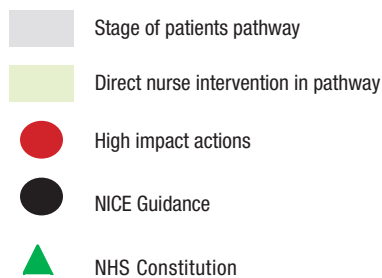 Stage of patients pathway
Direct nurse intervention in pathway
High impact actions
NICE Guidance
NHS Constitution